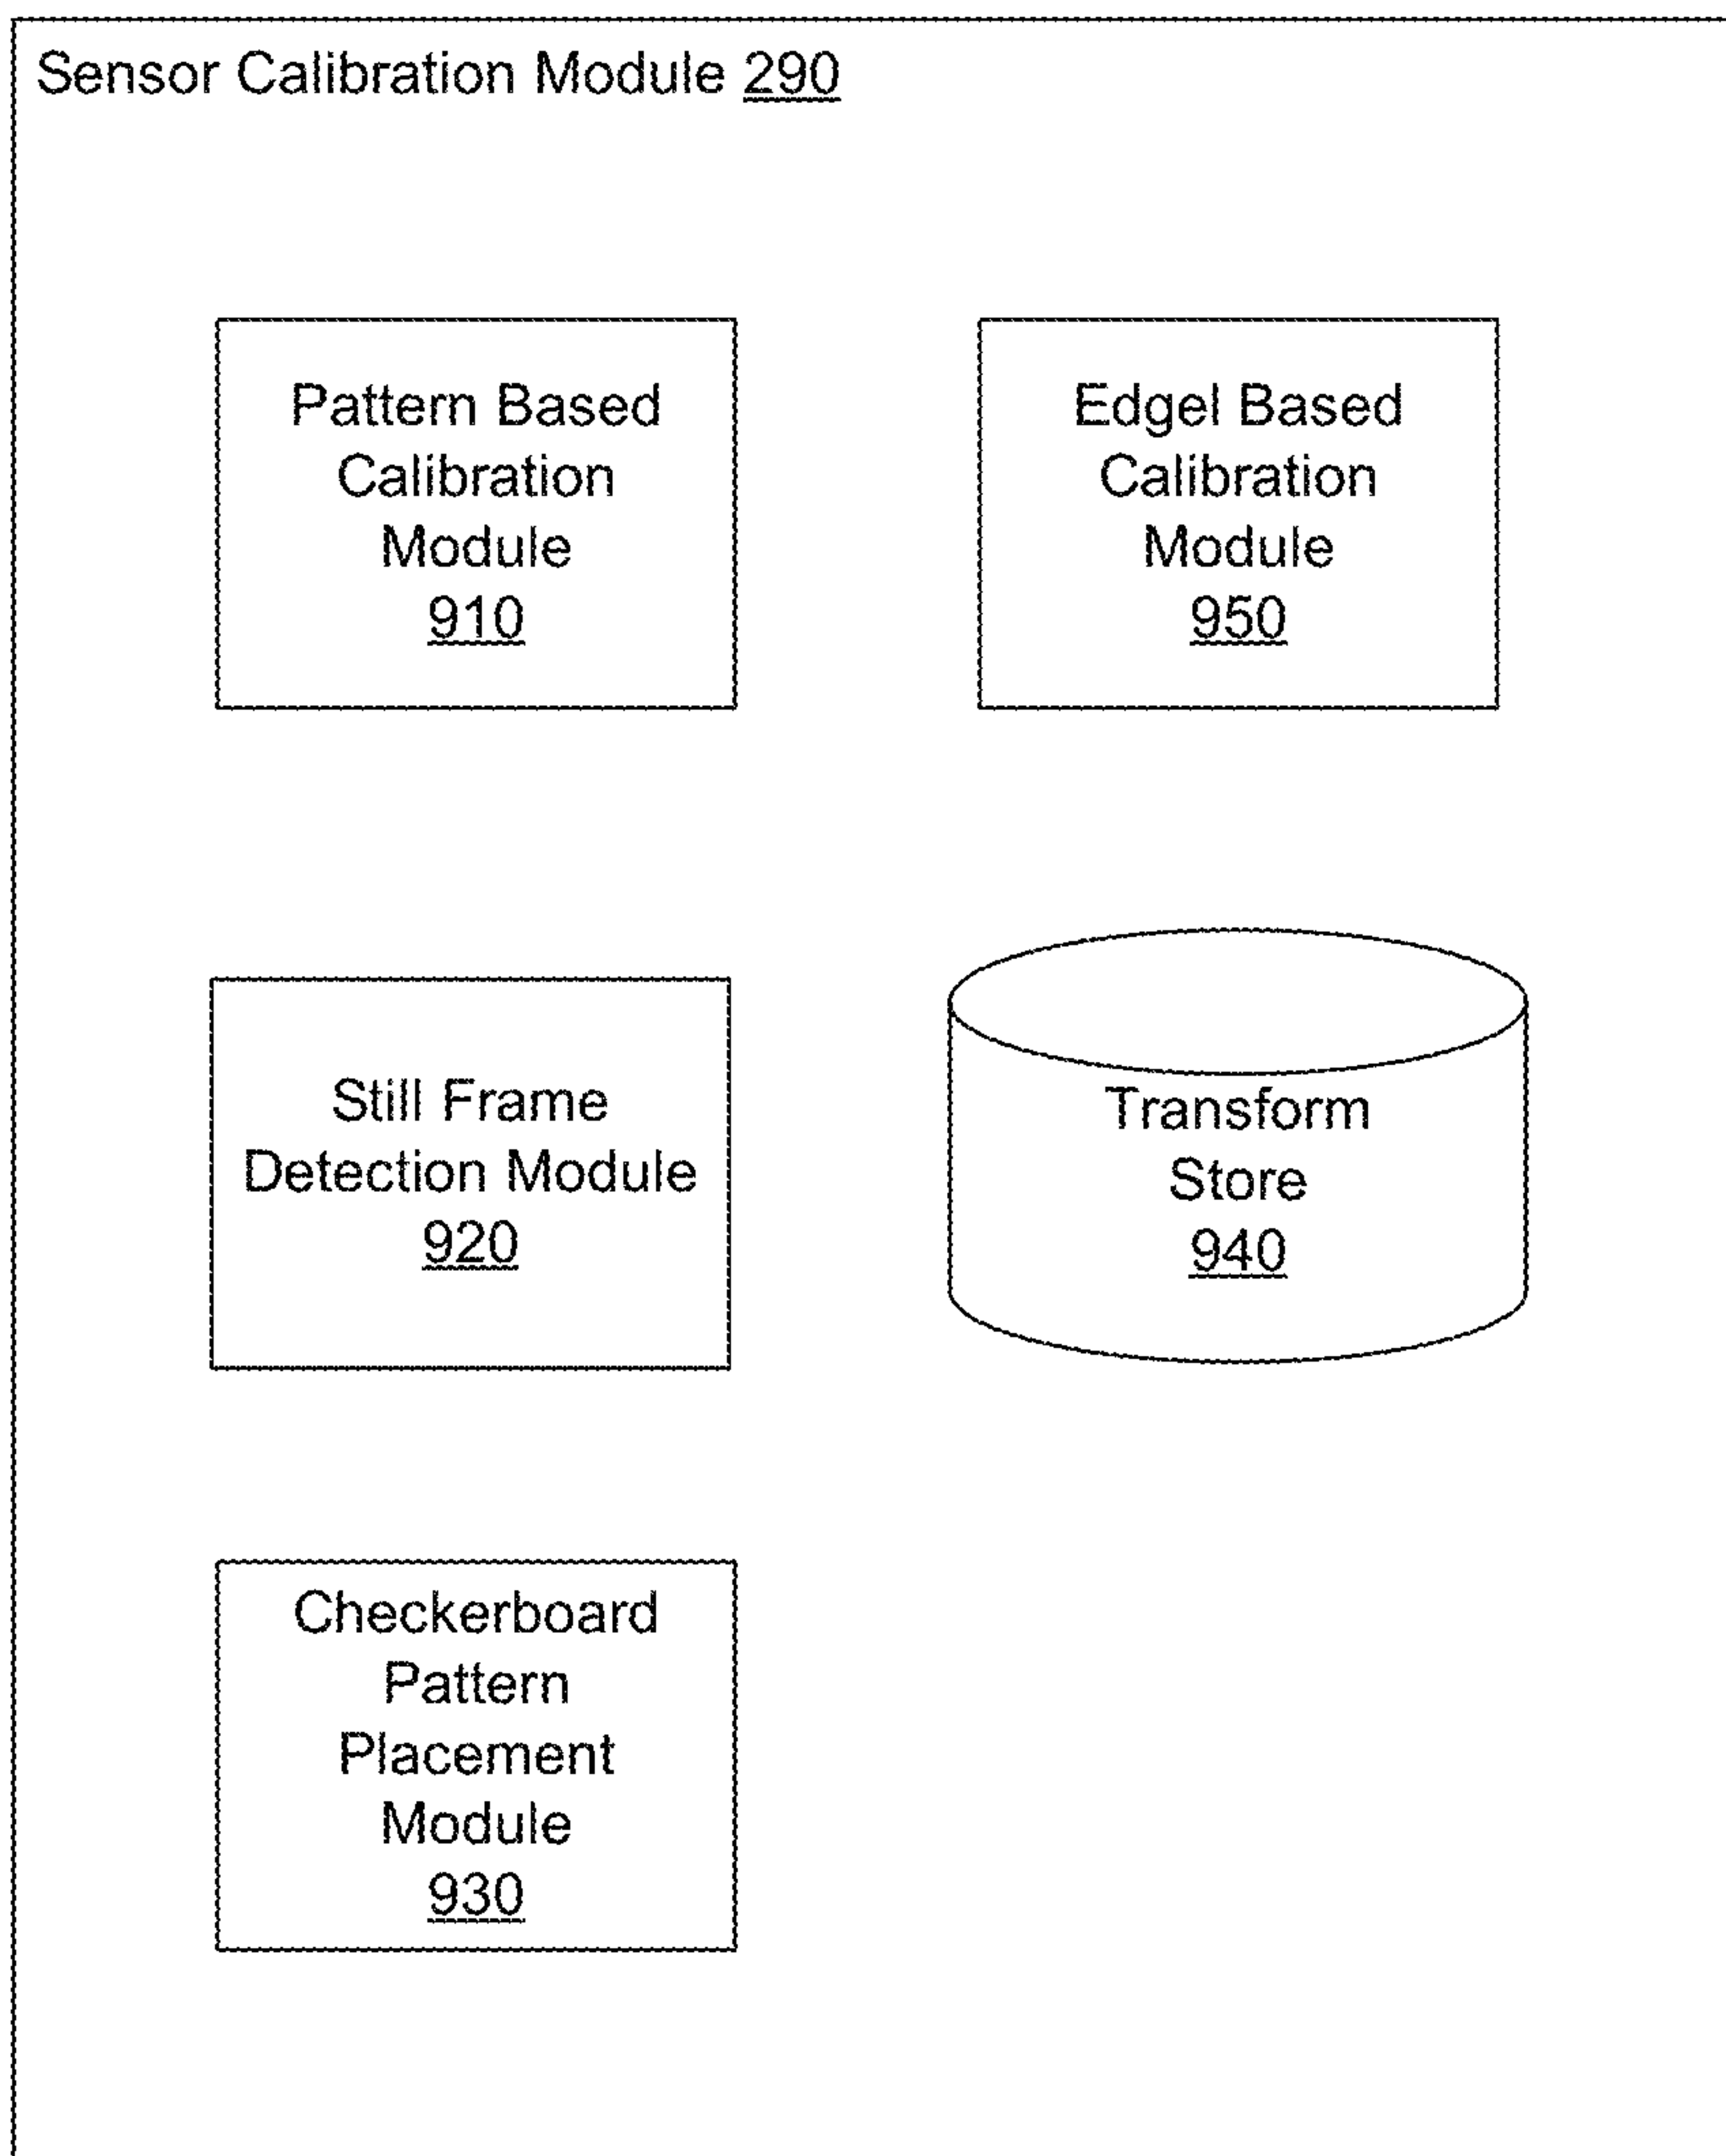 Sensor Calibration Module 290
Pattern Based
Calibration
Module
910
Edgel Based
Calibration
Module
950
Still Frame
Detection Module
920
Transform
Store
940
Checkerboard
Pattern
Placement
Module
930